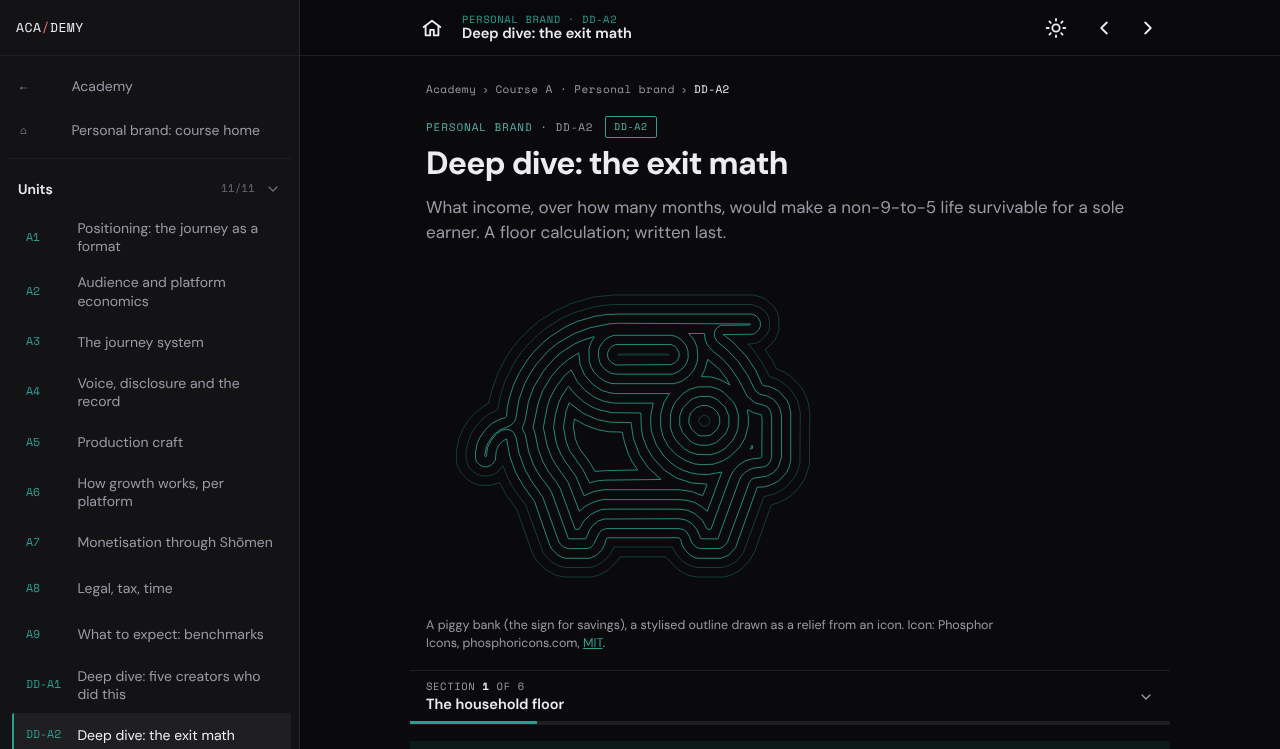 ACA/DEMY
← Academy
⌂ Personal brand: course home
Units 11/11
A1 Positioning: the journey as a
format
A2 Audience and platform
economics
A3 The journey system
A4 Voice, disclosure and the
record
A5 Production craft
A6 How growth works, per
platform
A7 Monetisation through Shōmen
A8 Legal, tax, time
A9 What to expect: benchmarks
DD-A1 Deep dive: five creators who
did this
DD-A2 Deep dive: the exit math
PERSONAL BRAND · DD-A2
Deep dive: the exit math
Academy › Course A · Personal brand › DD-A2
PERSONAL BRAND · DD-A2 DD-A2
Deep dive: the exit math
What income, over how many months, would make a non-9-to-5 life survivable for a sole
earner. A floor calculation; written last.
A piggy bank (the sign for savings), a stylised outline drawn as a relief from an icon. Icon: Phosphor
Icons, phosphoricons.com, MIT.
SECTION 1 OF 6
The household floor